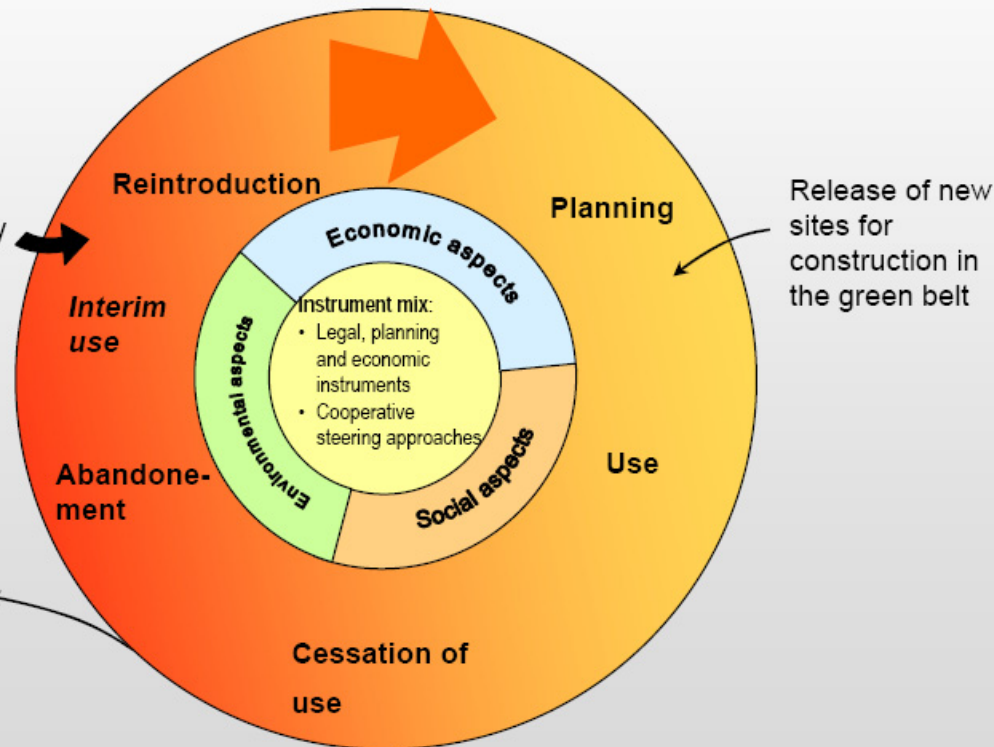 Reintroduction
Planning
Release of new
sites for
construction in
the green belt
Economic aspects
Interim
use
Instrument mix:
• Legal, planning
and economic
instruments
• Cooperative
steering approaches
Environmental aspects
Abandone-
ment
Use
Social aspects
Cessation of
use